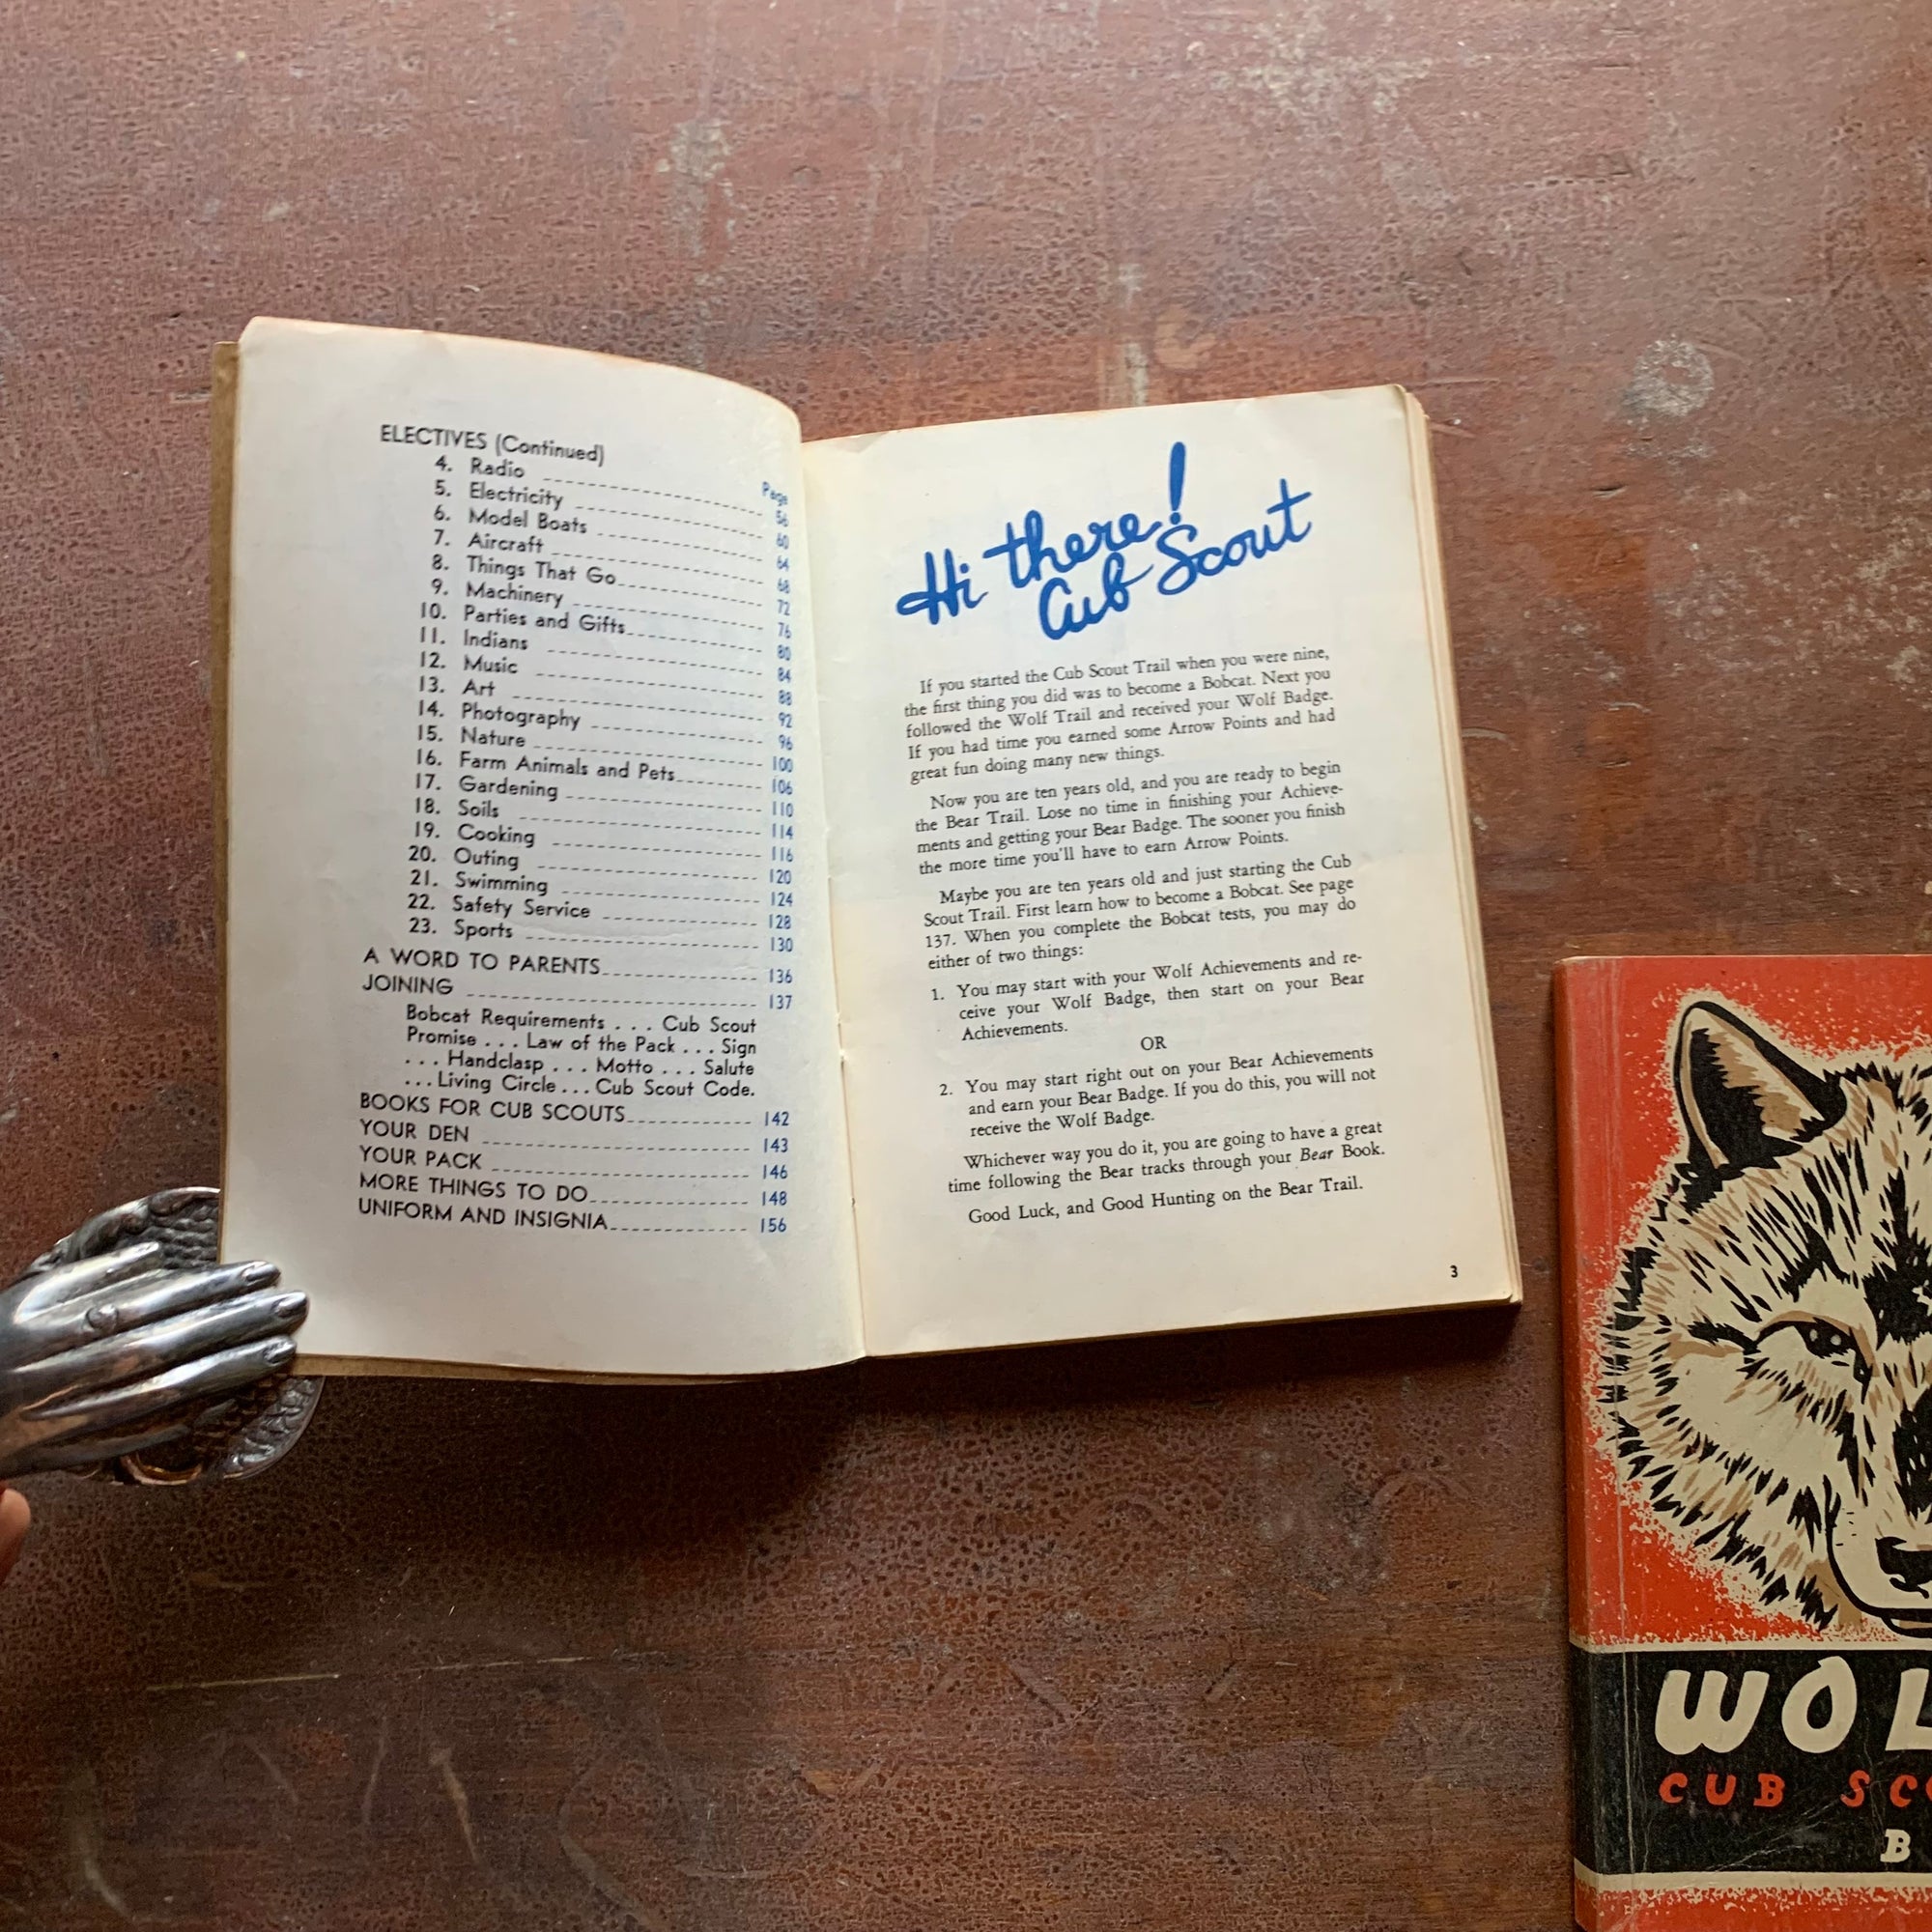 ELECTIVES (Continued)
Page
4. Radio 56
5. Electricity 60
6. Model Boats 64
7. Aircraft 68
8. Things That Go 72
9. Machinery 76
10. Parties and Gifts 80
11. Indians 84
12. Music 88
13. Art 92
14. Photography 96
15. Nature 100
16. Farm Animals and Pets 106
17. Gardening 110
18. Soils 114
19. Cooking 116
20. Outing 120
21. Swimming 124
22. Safety Service 128
23. Sports 130
A WORD TO PARENTS 136
JOINING 137
Bobcat Requirements . . . Cub Scout
Promise . . . Law of the Pack . . . Sign
. . . Handclasp . . . Motto . . . Salute
. . . Living Circle . . . Cub Scout Code.
BOOKS FOR CUB SCOUTS 142
YOUR DEN 143
YOUR PACK 146
MORE THINGS TO DO 148
UNIFORM AND INSIGNIA 156
Hi there!
Cub Scout
If you started the Cub Scout Trail when you were nine,
the first thing you did was to become a Bobcat. Next you
followed the Wolf Trail and received your Wolf Badge.
If you had time you earned some Arrow Points and had
great fun doing many new things.
Now you are ten years old, and you are ready to begin
the Bear Trail. Lose no time in finishing your Achieve-
ments and getting your Bear Badge. The sooner you finish
the more time you'll have to earn Arrow Points.
Maybe you are ten years old and just starting the Cub
Scout Trail. First learn how to become a Bobcat. See page
137. When you complete the Bobcat tests, you may do
either of two things:
1. You may start with your Wolf Achievements and re-
ceive your Wolf Badge, then start on your Bear
Achievements.
OR
2. You may start right out on your Bear Achievements
and earn your Bear Badge. If you do this, you will not
receive the Wolf Badge.
Whichever way you do it, you are going to have a great
time following the Bear tracks through your Bear Book.
Good Luck, and Good Hunting on the Bear Trail.
3
WOL
CUB SC
B